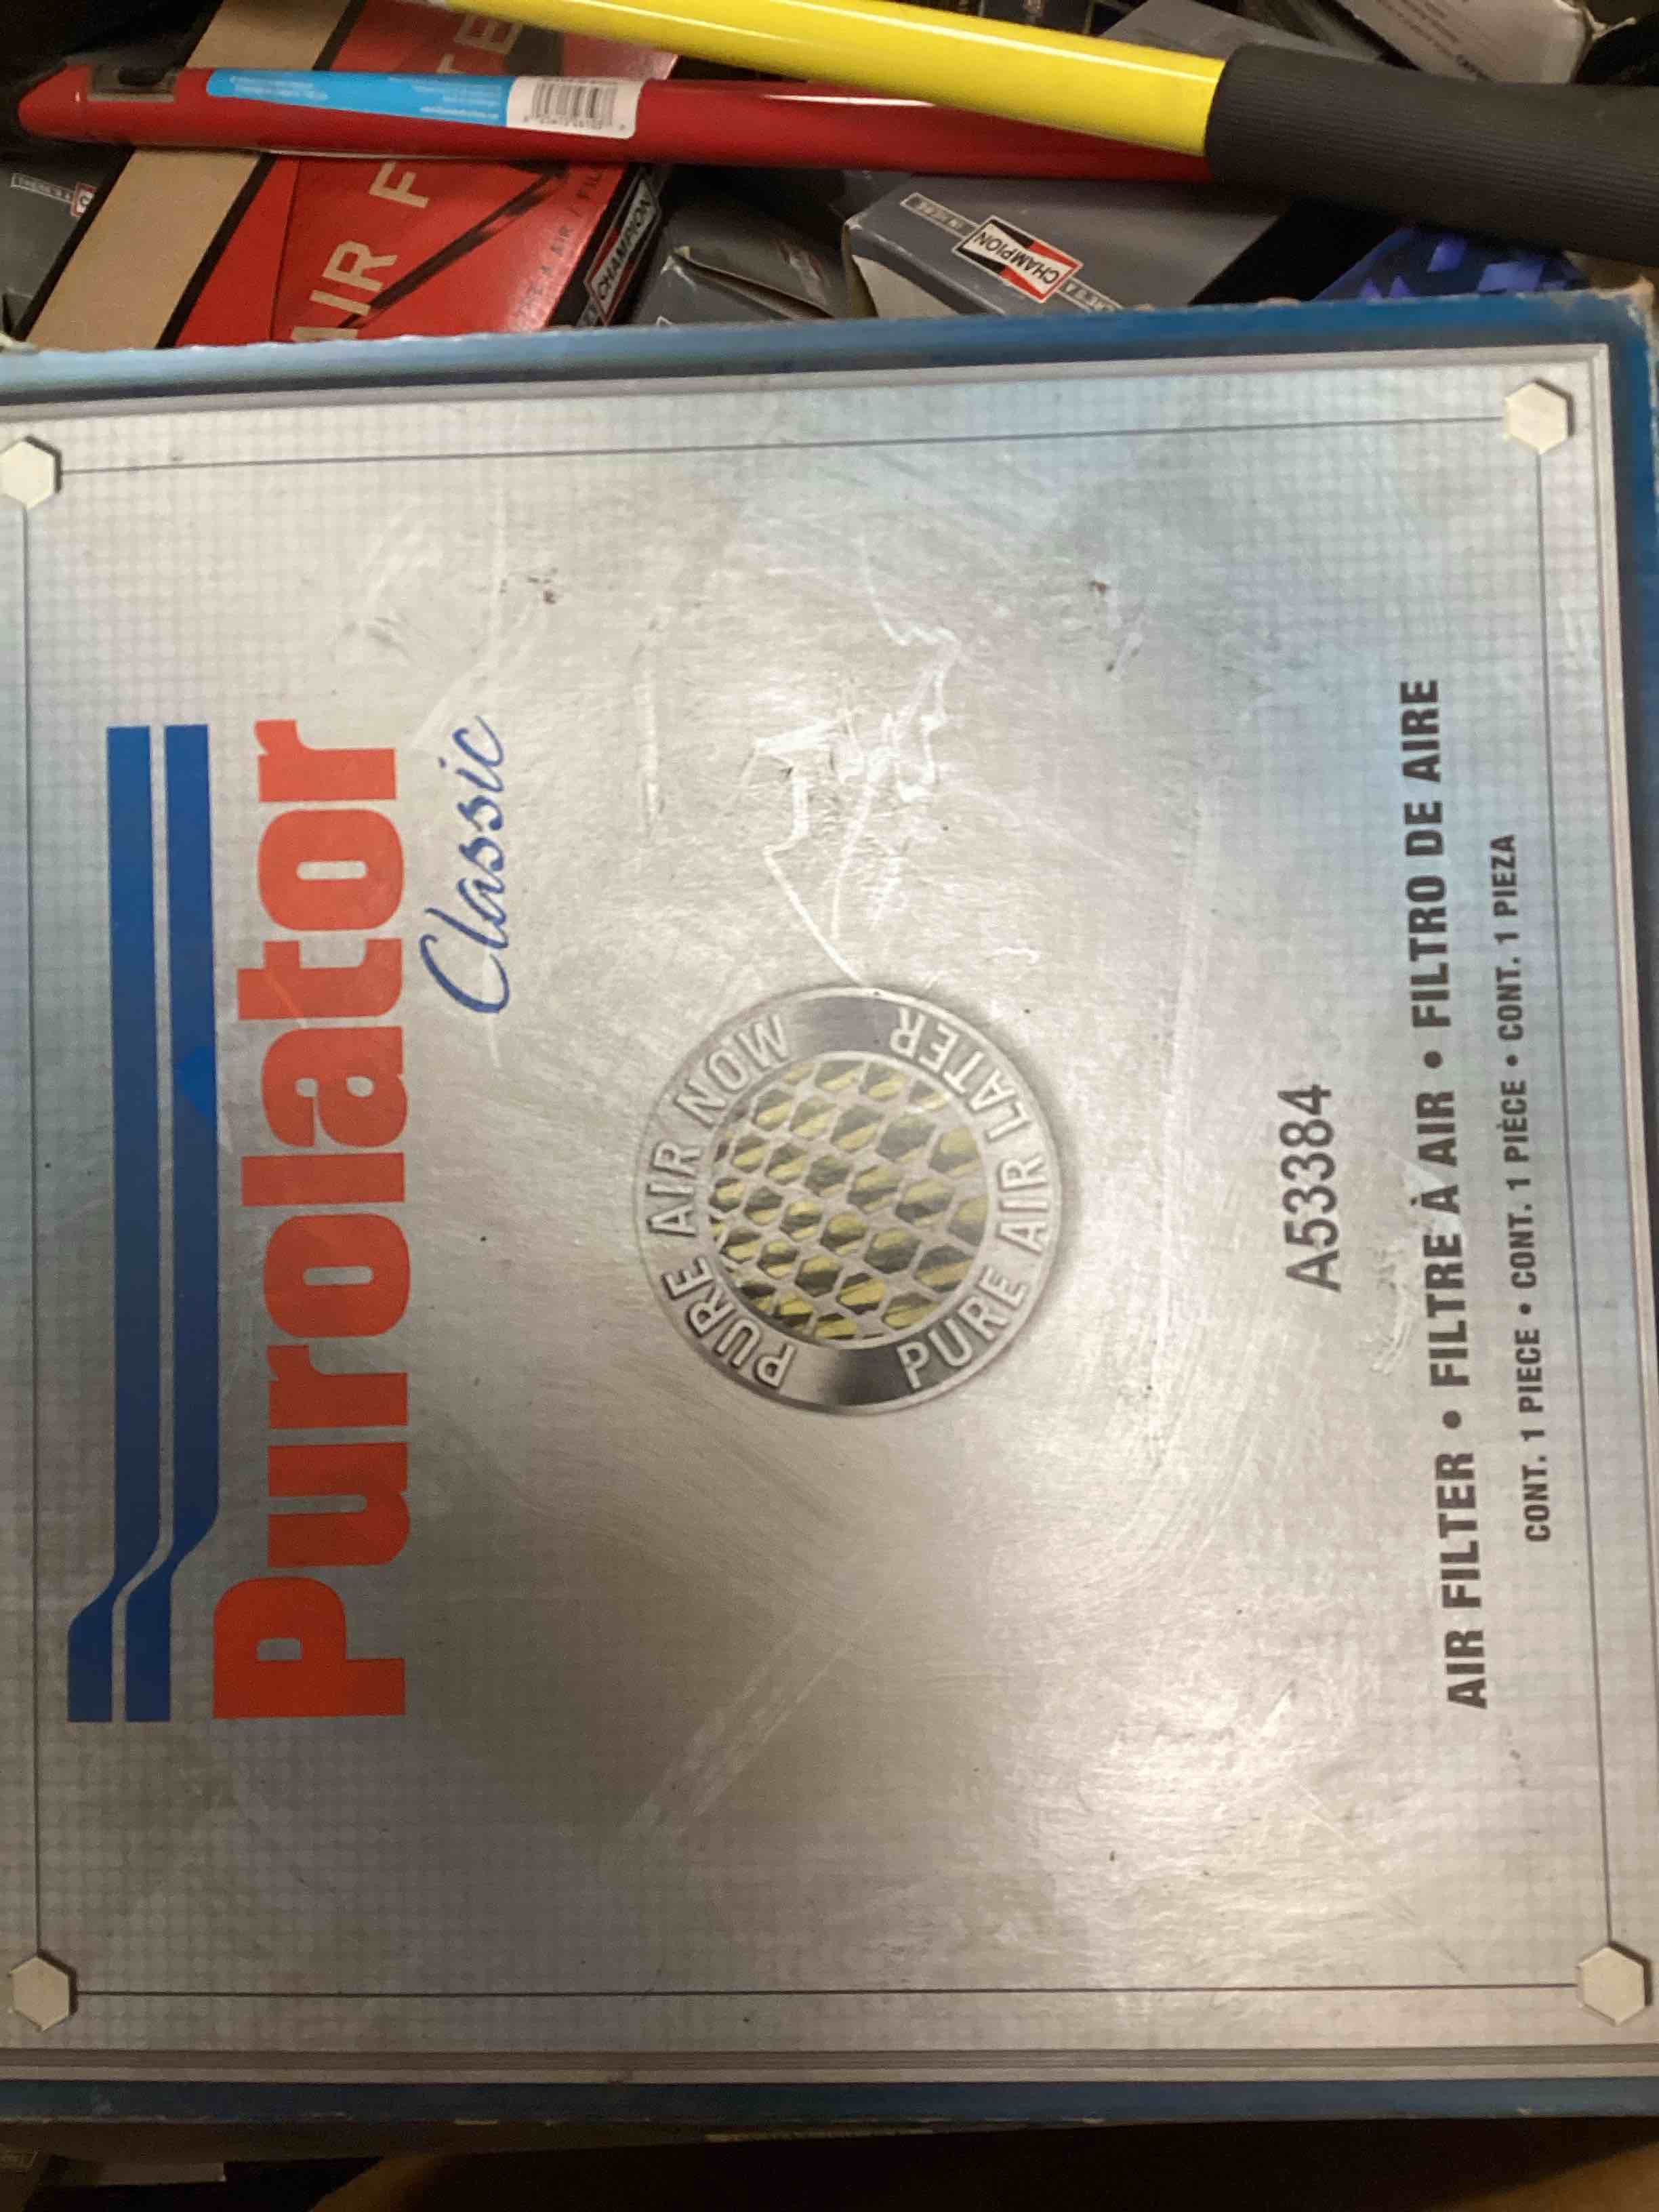 AIR FILTE
CHAMPION
CHAMPION
Purolator
Classic
PURE AIR NOW
PURE AIR LATER
A53384
AIR FILTER • FILTRE À AIR • FILTRO DE AIRE
CONT. 1 PIECE • CONT. 1 PIÈCE • CONT. 1 PIEZA